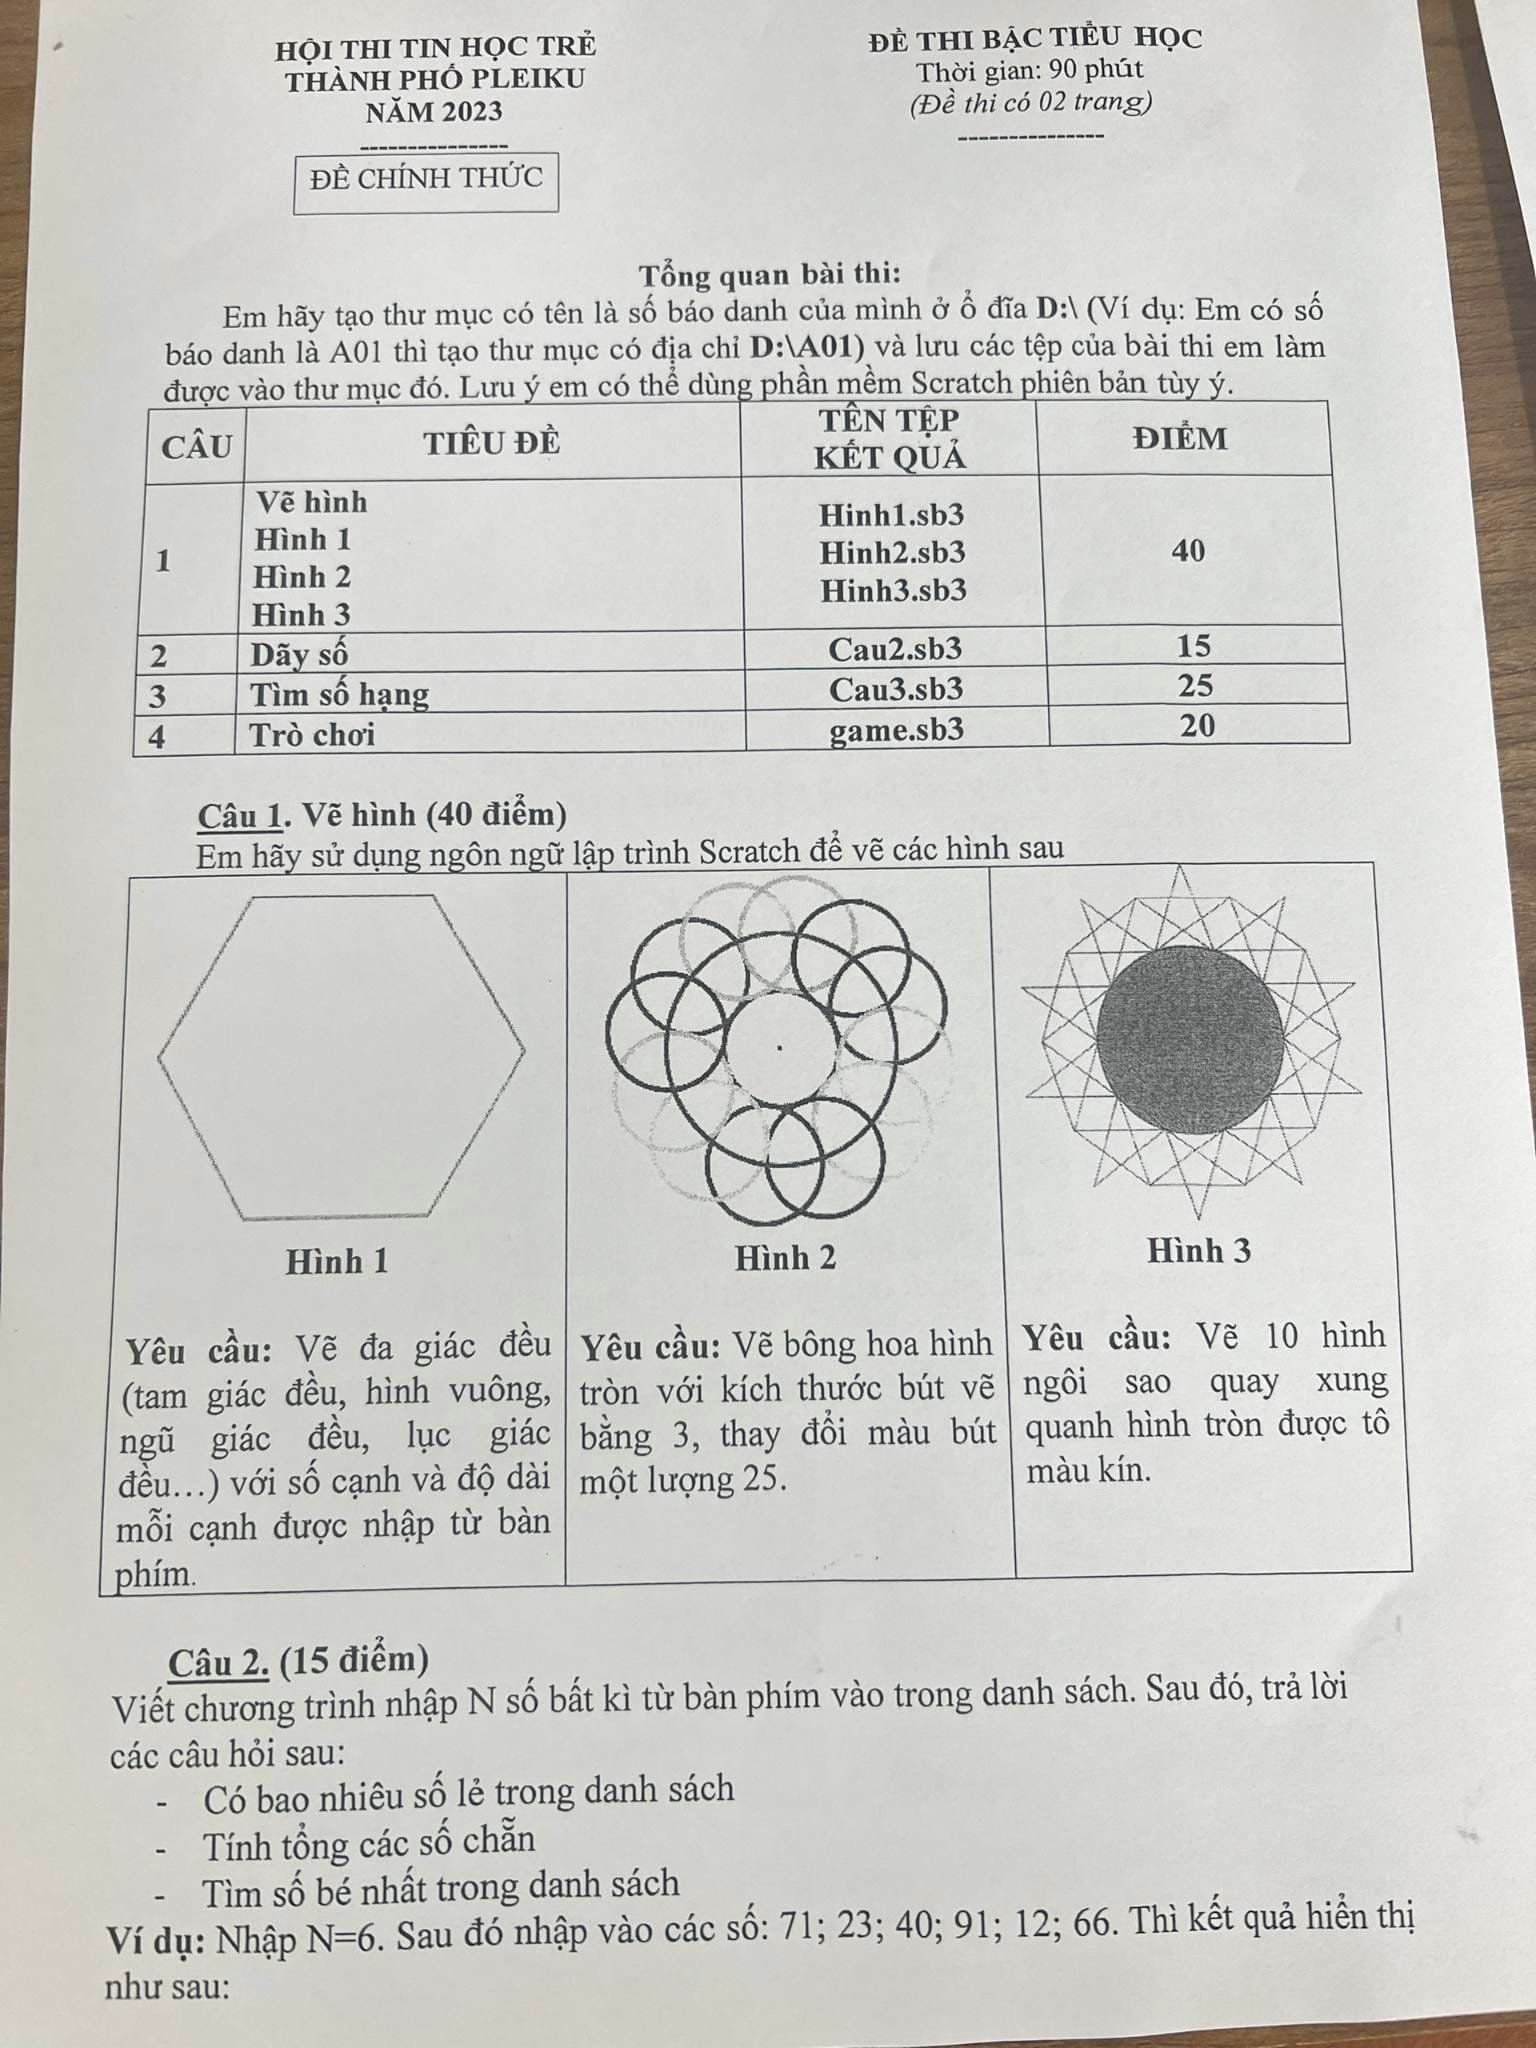 HỘI THI TIN HỌC TRẺ
THÀNH PHỐ PLEIKU
NĂM 2023
---------------
ĐỀ CHÍNH THỨC
ĐỀ THI BẬC TIỂU HỌC
Thời gian: 90 phút
(Đề thi có 02 trang)
---------------
Tổng quan bài thi:
Em hãy tạo thư mục có tên là số báo danh của mình ở ổ đĩa D:\ (Ví dụ: Em có số
báo danh là A01 thì tạo thư mục có địa chỉ D:\A01) và lưu các tệp của bài thi em làm
được vào thư mục đó. Lưu ý em có thể dùng phần mềm Scratch phiên bản tùy ý.
CÂU TIÊU ĐỀ TÊN TỆP KẾT QUẢ ĐIỂM
1 Vẽ hình
Hình 1 Hinh1.sb3
Hình 2 Hinh2.sb3 40
Hình 3 Hinh3.sb3
2 Dãy số Cau2.sb3 15
3 Tìm số hạng Cau3.sb3 25
4 Trò chơi game.sb3 20
Câu 1. Vẽ hình (40 điểm)
Em hãy sử dụng ngôn ngữ lập trình Scratch để vẽ các hình sau
Hình 1
Yêu cầu: Vẽ đa giác đều
(tam giác đều, hình vuông,
ngũ giác đều, lục giác
đều…) với số cạnh và độ dài
mỗi cạnh được nhập từ bàn
phím.
Hình 2
Yêu cầu: Vẽ bông hoa hình
tròn với kích thước bút vẽ
bằng 3, thay đổi màu bút
một lượng 25.
Hình 3
Yêu cầu: Vẽ 10 hình
ngôi sao quay xung
quanh hình tròn được tô
màu kín.
Câu 2. (15 điểm)
Viết chương trình nhập N số bất kì từ bàn phím vào trong danh sách. Sau đó, trả lời
các câu hỏi sau:
- Có bao nhiêu số lẻ trong danh sách
- Tính tổng các số chẵn
- Tìm số bé nhất trong danh sách
Ví dụ: Nhập N=6. Sau đó nhập vào các số: 71; 23; 40; 91; 12; 66. Thì kết quả hiển thị
như sau: